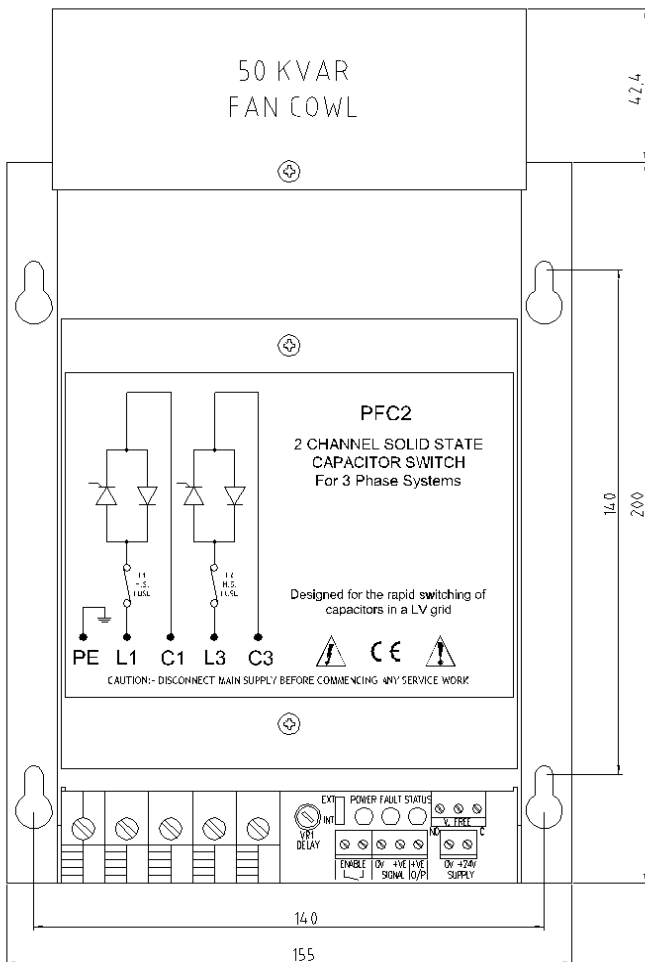 50 KVAR
FAN COWL
42.4
PFC2
2 CHANNEL SOLID STATE
CAPACITOR SWITCH
For 3 Phase Systems
140
200
H.S.
FUSE
H.S.
FUSE
Designed for the rapid switching of
capacitors in a LV grid
PE L1 C1 L3 C3
CE
CAUTION:- DISCONNECT MAIN SUPPLY BEFORE COMMENCING ANY SERVICE WORK
EXT POWER FAULT STATUS
INT
V. FREE
NO C
VR1
DELAY
ENABLE 0V +VE +VE 0V +24V
SIGNAL O/P SUPPLY
140
155